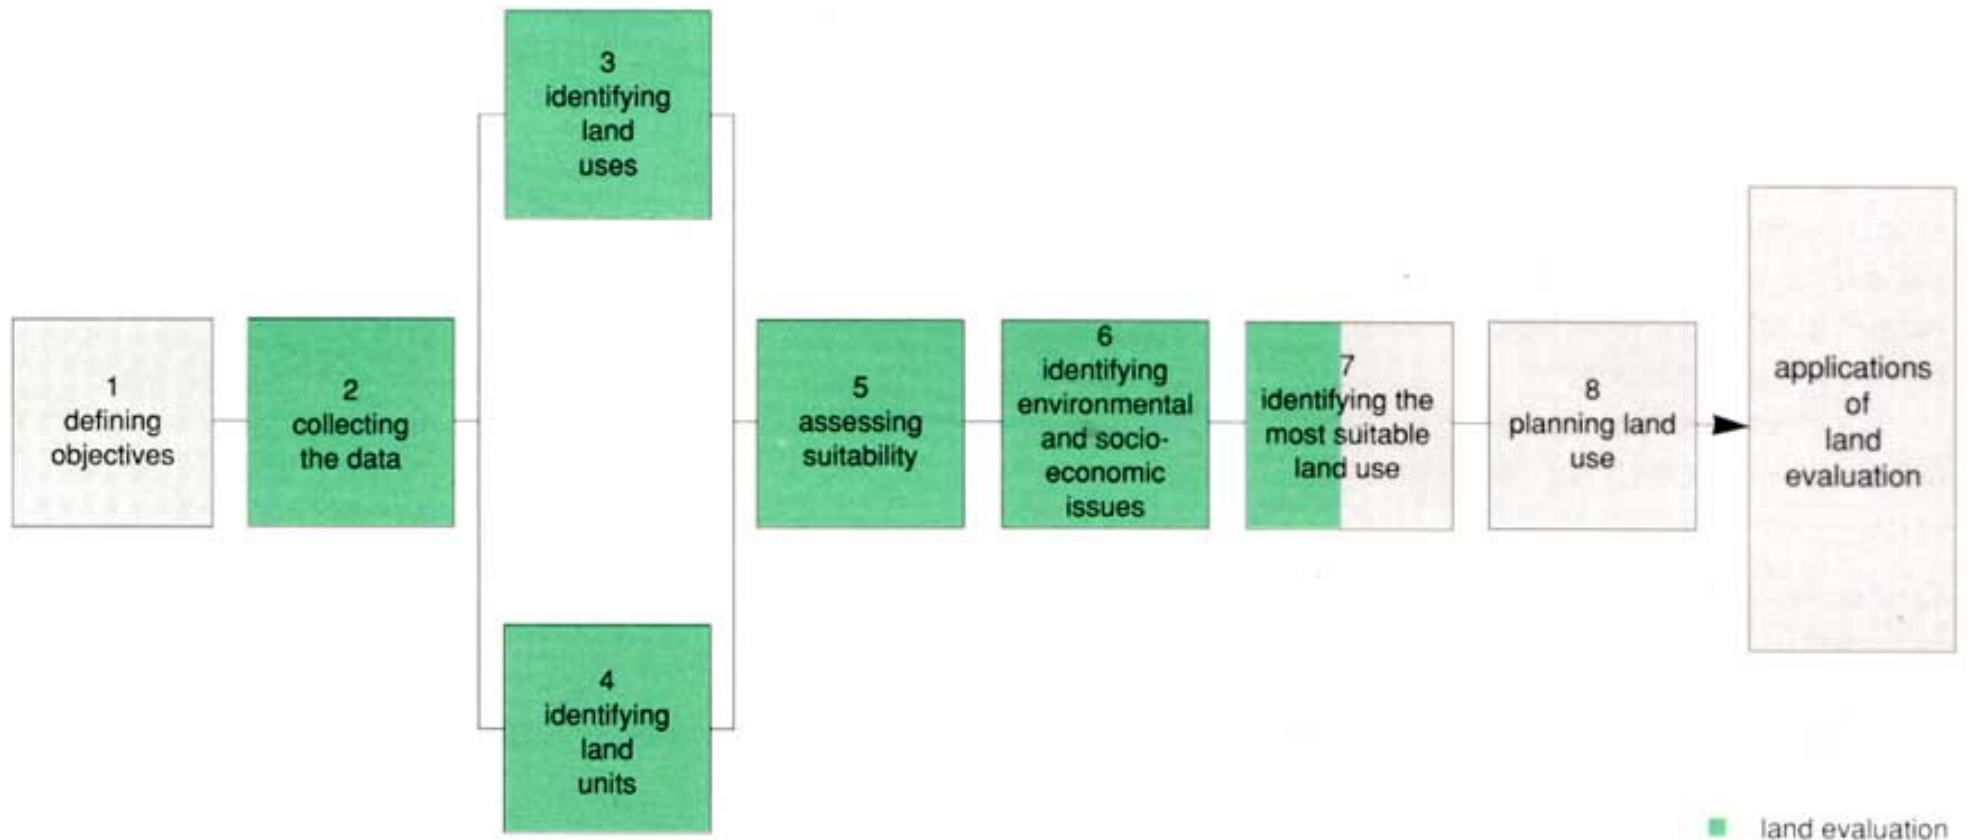 1
defining
objectives
2
collecting
the data
3
identifying
land
uses
4
identifying
land
units
5
assessing
suitability
6
identifying
environmental
and socio-
economic
issues
7
identifying the
most suitable
land use
8
planning land
use
applications
of
land
evaluation
land evaluation